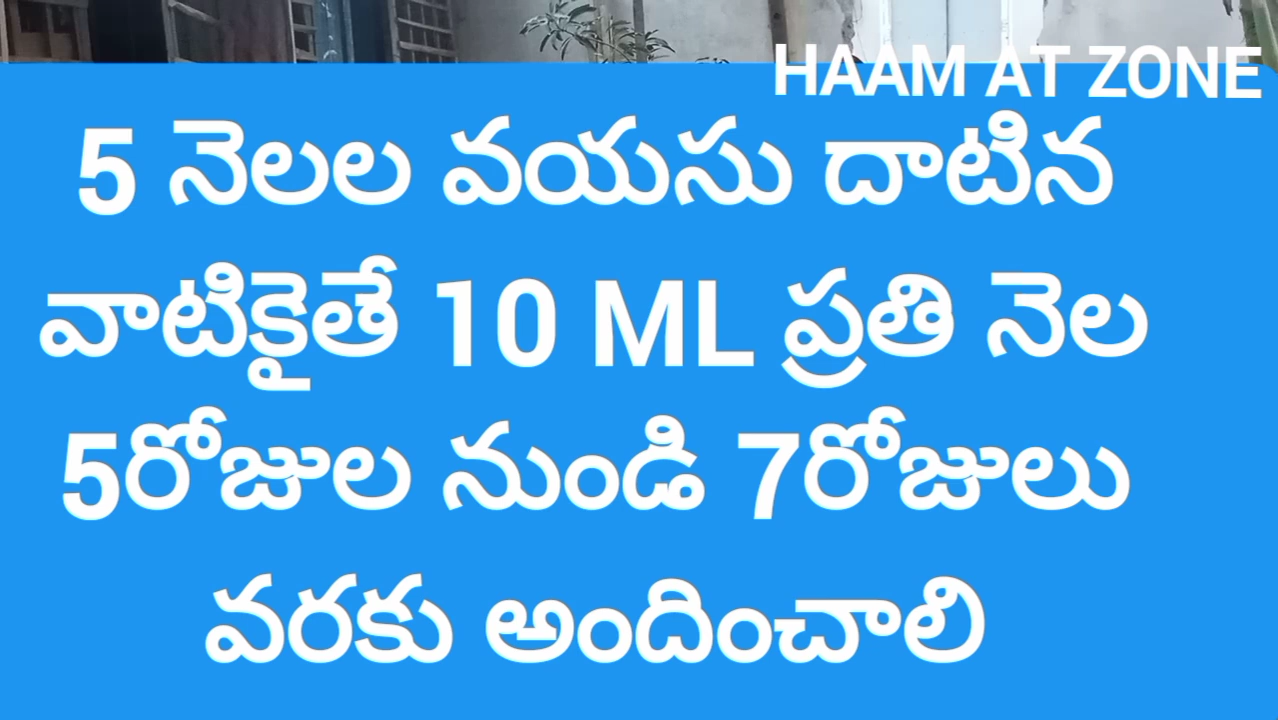 HAAM AT ZONE
5 నెలల వయసు దాటిన
వాటికైతే 10 ML ప్రతి నెల
5రోజుల నుండి 7రోజులు
వరకు అందించాలి